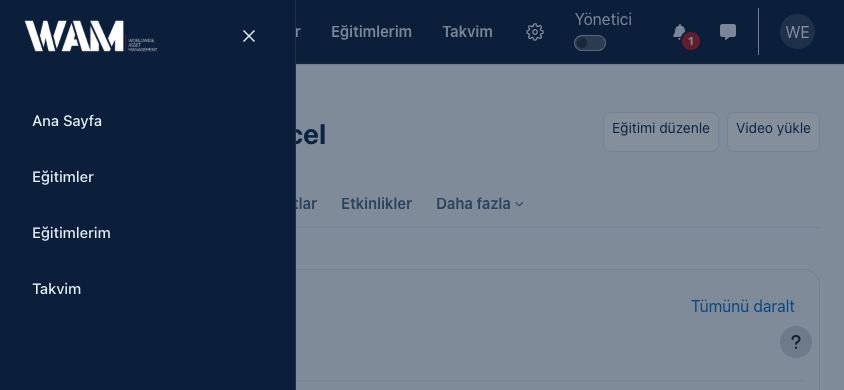 WAM WORLDWIDE
ASSET
MANAGEMENT
Eğitimlerim
Takvim
Yönetici
1
WE
Ana Sayfa
Eğitimler
Eğitimlerim
Takvim
cel
Eğitimi düzenle
Video yükle
Etkinlikler
Daha fazla
Tümünü daralt
?